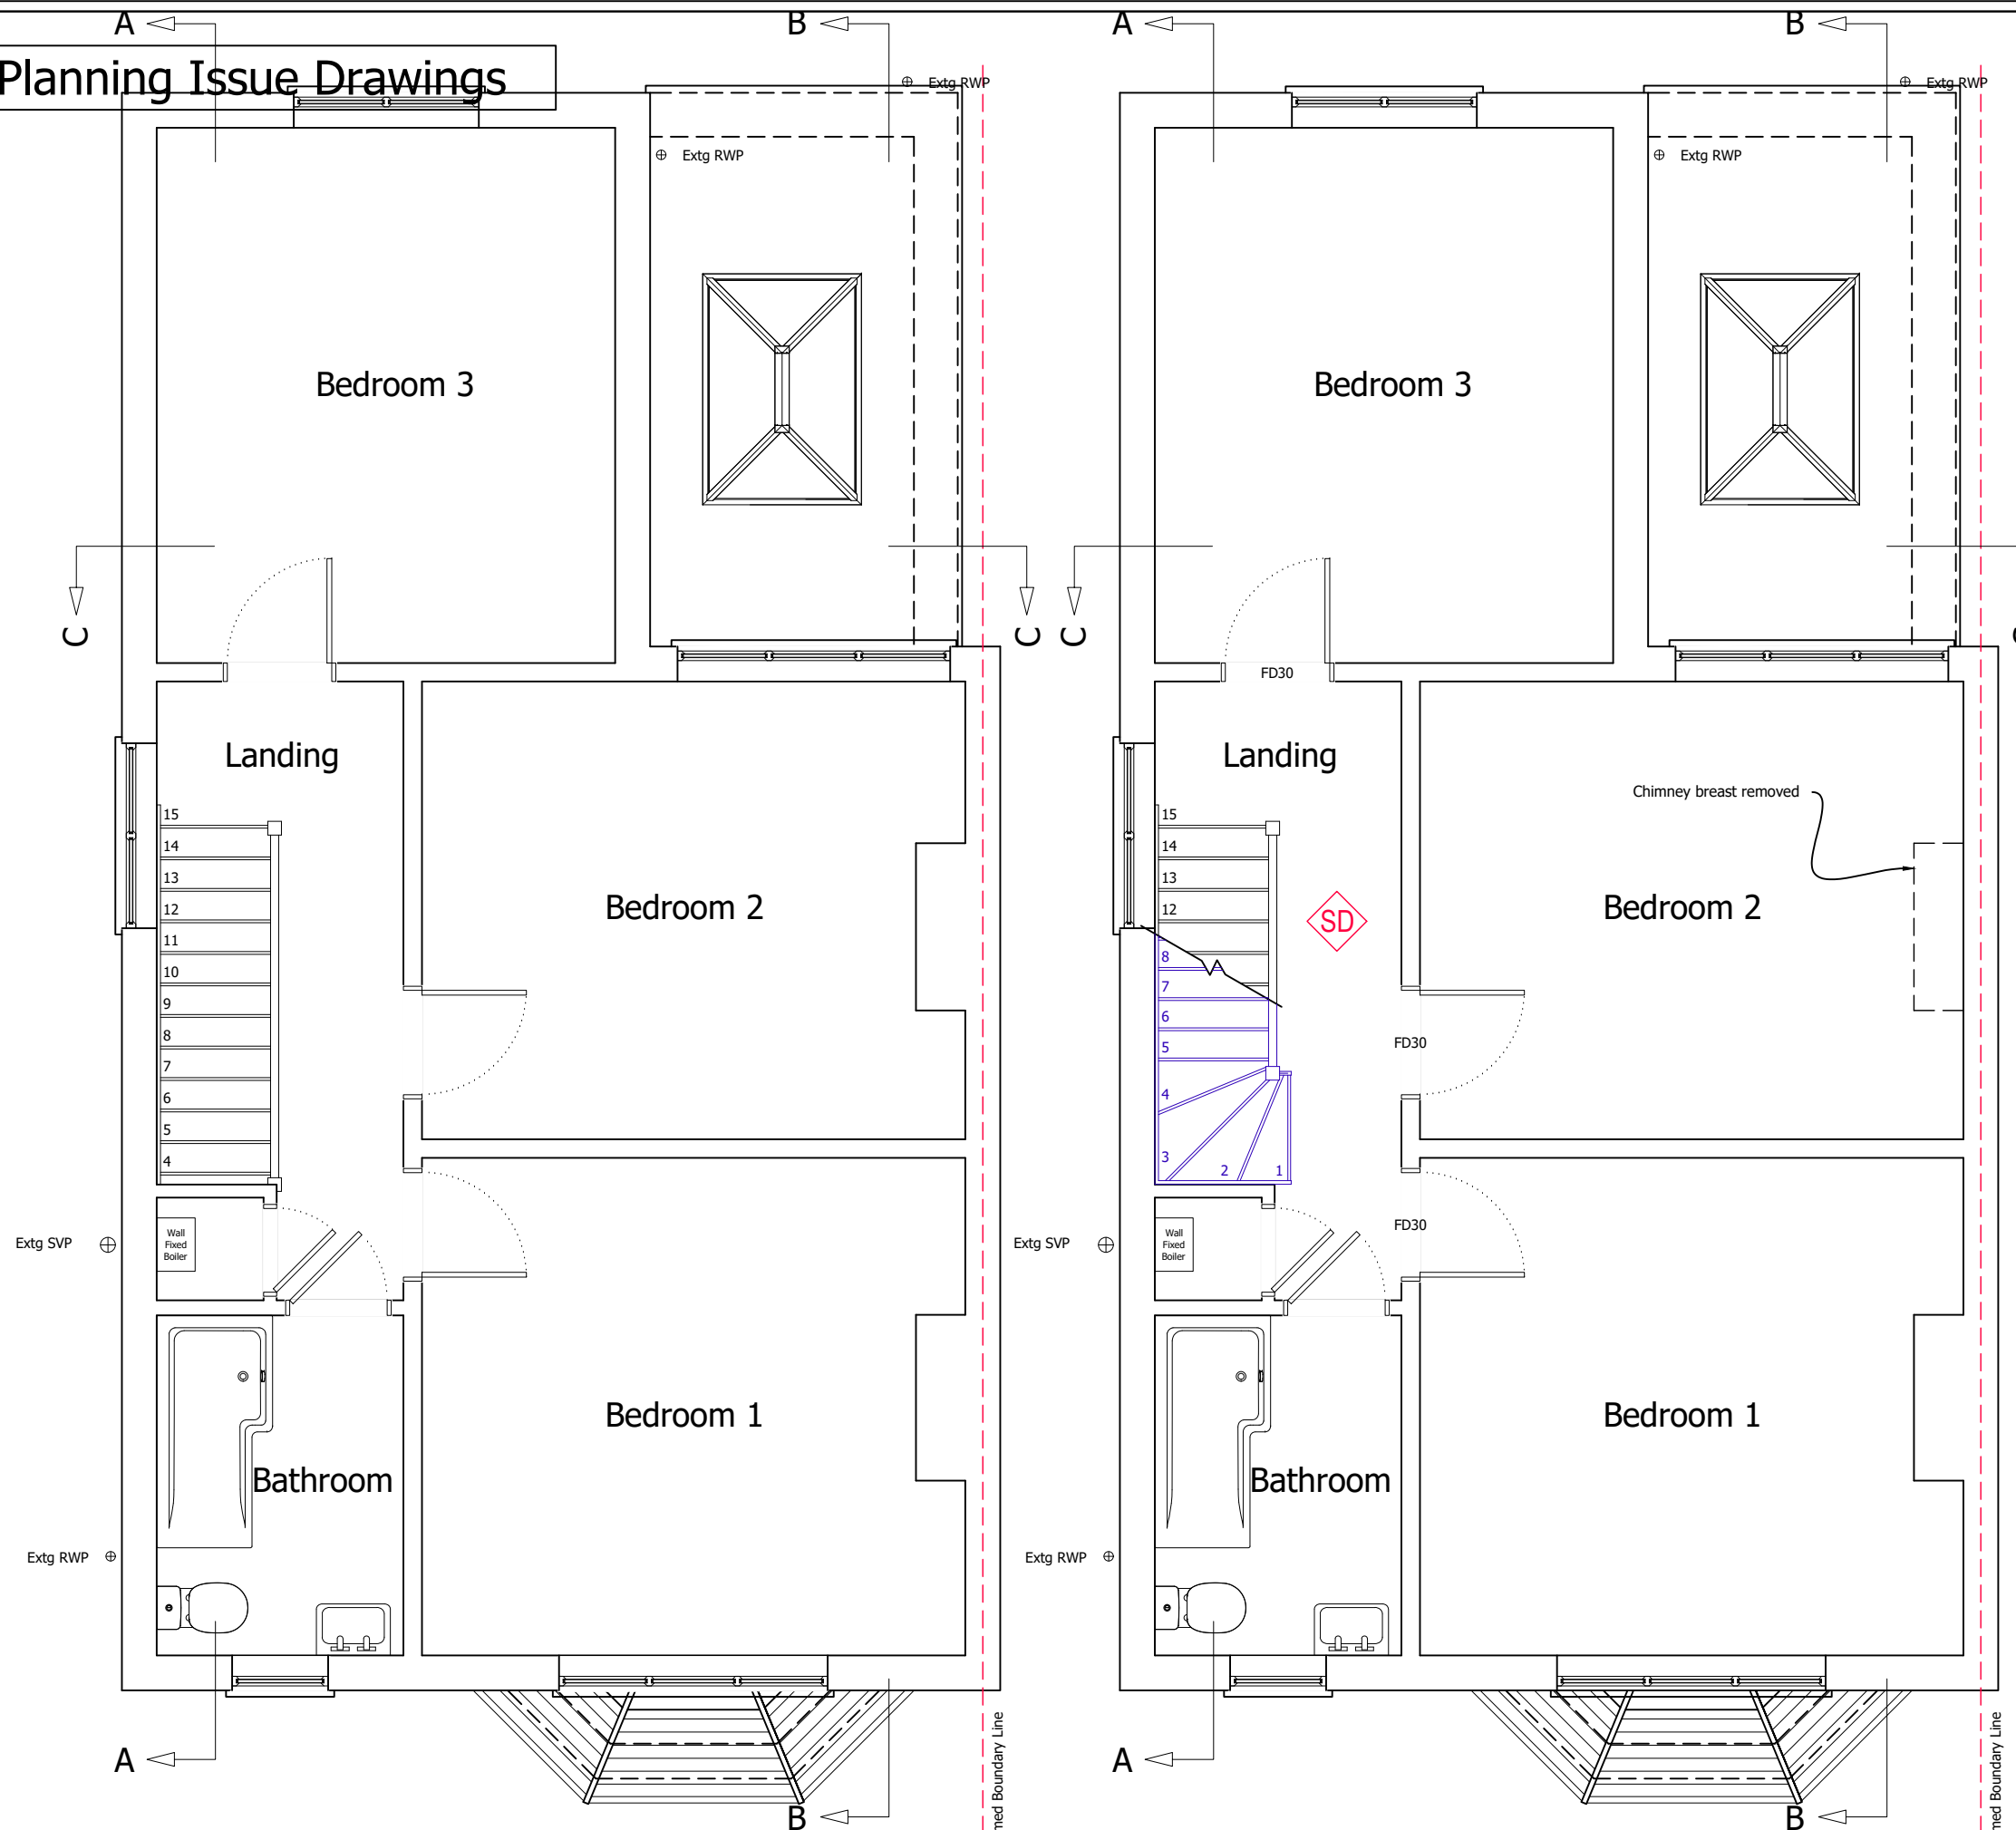 A
B
A
B
Planning Issue Drawings
Extg RWP
Extg RWP
Extg RWP
Extg RWP
Bedroom 3
Bedroom 3
C
C
C
FD30
Landing
Landing
Chimney breast removed
15
14
13
12
11
10
9
8
7
6
5
4
Bedroom 2
15
14
13
12
8
7
6
5
4
3
2
1
SD
Bedroom 2
FD30
FD30
Extg SVP
Wall
Fixed
Boiler
Extg SVP
Wall
Fixed
Boiler
Bedroom 1
Bedroom 1
Bathroom
Bathroom
Extg RWP
Extg RWP
Boundary Line
Boundary Line
A
B
A
B